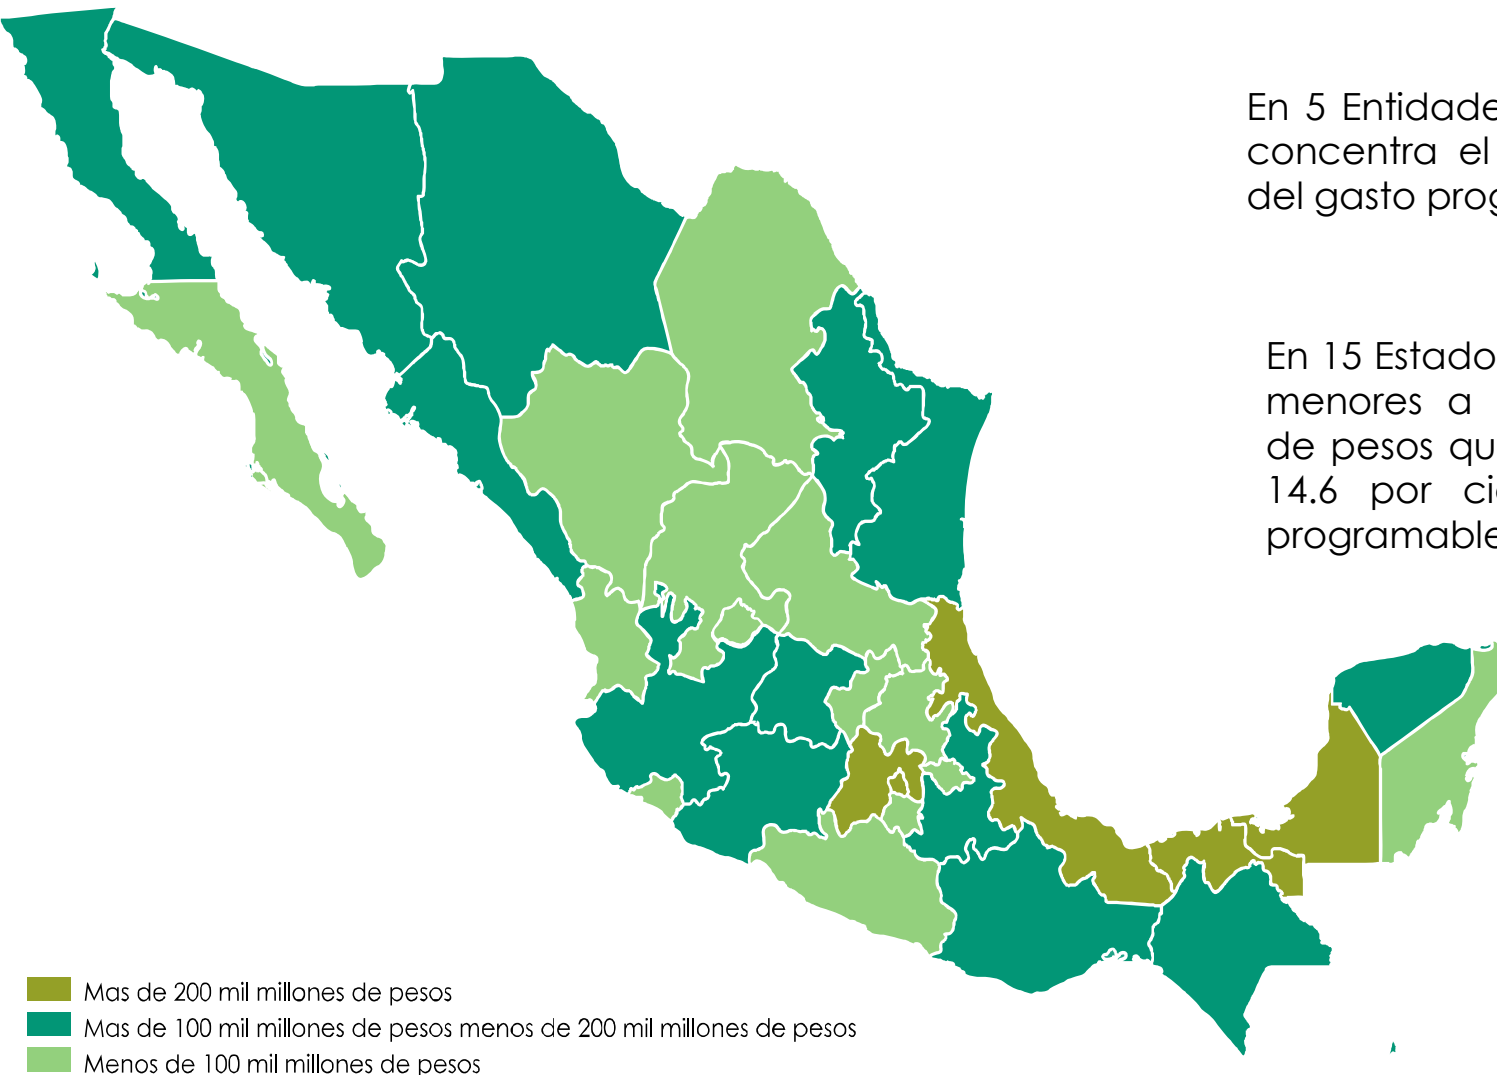 En 5 Entidade
concentra el
del gasto prog
En 15 Estado
menores a
de pesos qu
14.6 por cie
programable
Mas de 200 mil millones de pesos
Mas de 100 mil millones de pesos menos de 200 mil millones de pesos
Menos de 100 mil millones de pesos